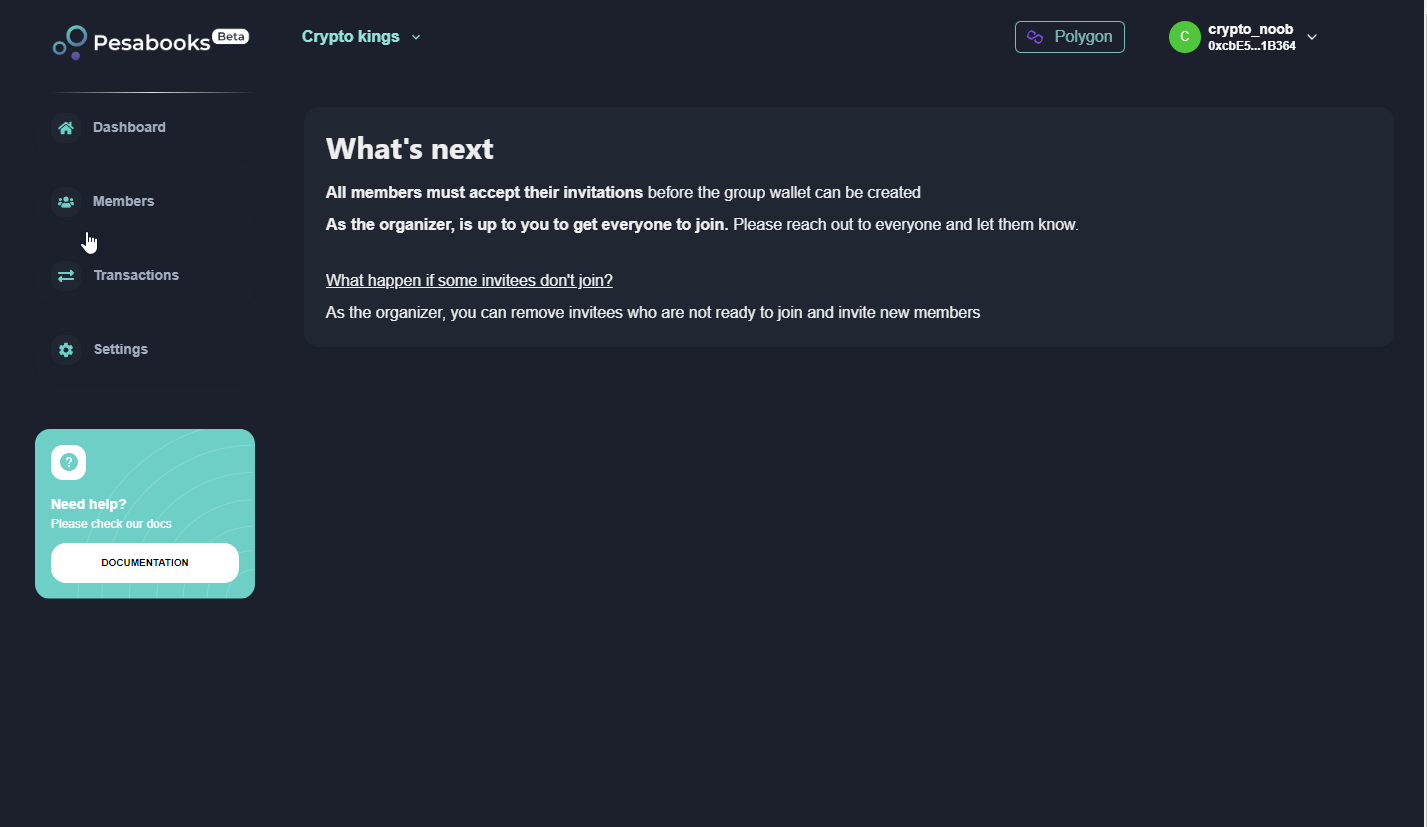 Pesabooks Beta
Crypto kings
Polygon
C
crypto_noob
0xcbE5...1B364
Dashboard
Members
Transactions
Settings
?
Need help?
Please check our docs
DOCUMENTATION
What's next
All members must accept their invitations before the group wallet can be created
As the organizer, is up to you to get everyone to join. Please reach out to everyone and let them know.
What happen if some invitees don't join?
As the organizer, you can remove invitees who are not ready to join and invite new members